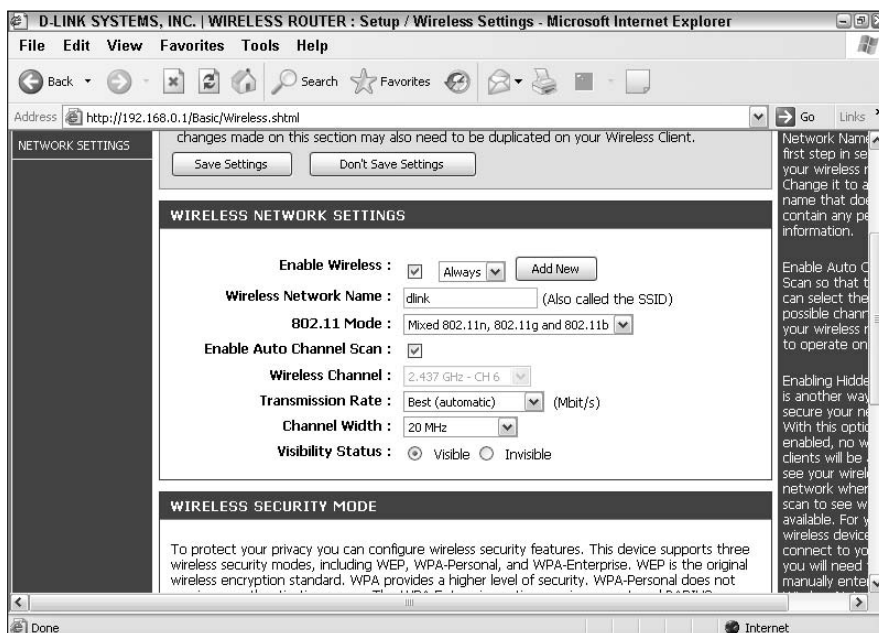 D-LINK SYSTEMS, INC. | WIRELESS ROUTER : Setup / Wireless Settings - Microsoft Internet Explorer
File Edit View Favorites Tools Help
Back Search Favorites
Address http://192.168.0.1/Basic/Wireless.shtml Go Links
NETWORK SETTINGS
changes made on this section may also need to be duplicated on your Wireless Client.
Save Settings Don't Save Settings
WIRELESS NETWORK SETTINGS
Enable Wireless : Always Add New
Wireless Network Name : dlink (Also called the SSID)
802.11 Mode : Mixed 802.11n, 802.11g and 802.11b
Enable Auto Channel Scan :
Wireless Channel : 2.437 GHz - CH 6
Transmission Rate : Best (automatic) (Mbit/s)
Channel Width : 20 MHz
Visibility Status : Visible Invisible
WIRELESS SECURITY MODE
To protect your privacy you can configure wireless security features. This device supports three
wireless security modes, including WEP, WPA-Personal, and WPA-Enterprise. WEP is the original
wireless encryption standard. WPA provides a higher level of security. WPA-Personal does not
Network Name
first step in se
your wireless r
Change it to a
name that doe
contain any pe
information.
Enable Auto C
Scan so that t
can select the
possible chann
your wireless r
to operate on
Enabling Hidde
is another way
secure your ne
With this optio
enabled, no w
clients will be
see your wirel
network when
scan to see w
available. For y
wireless device
connect to yo
you will need
manually enter
Done Internet